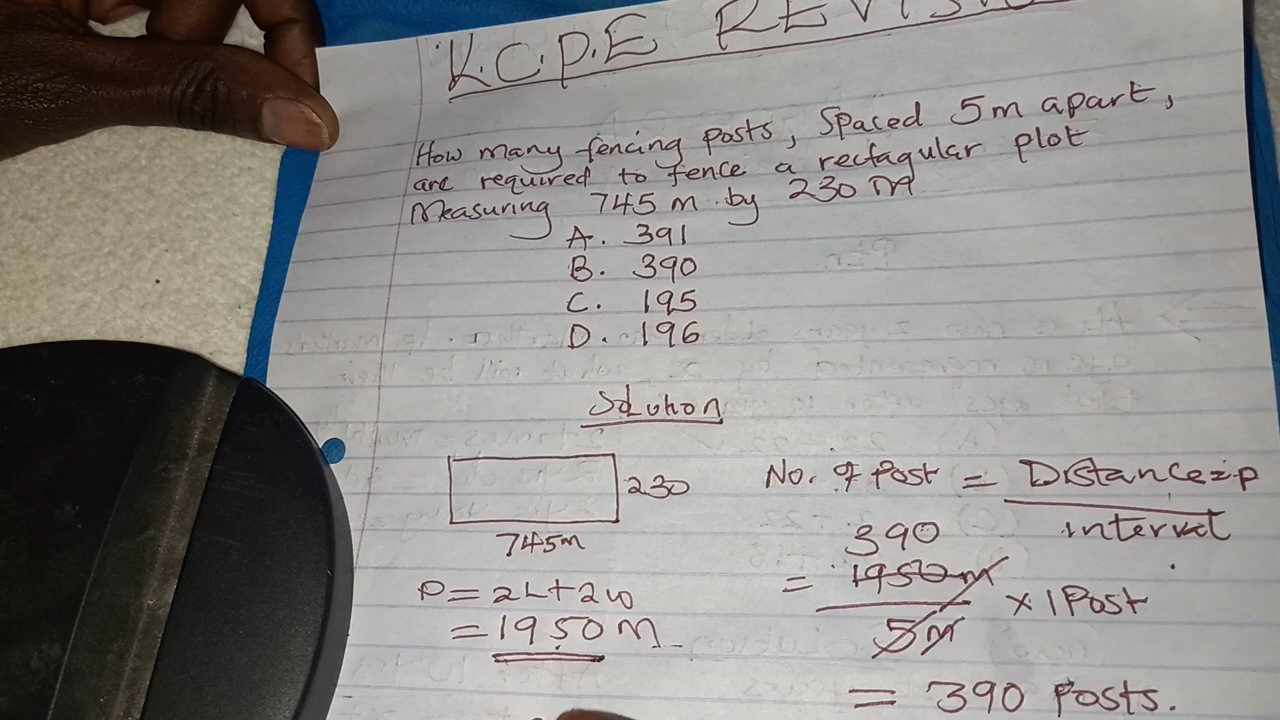 K.C.P.E REVIS
How many fencing posts, Spaced 5m apart,
are required to fence a rectagular plot
Measuring 745 m by 230 m
A. 391
B. 390
C. 195
D. 196
Solution
230
745m
P = 2L + 2w
= 1950 m
No. of Post = Distance = P
interval
390
= 1950 m
5m
× 1 Post
= 390 Posts.